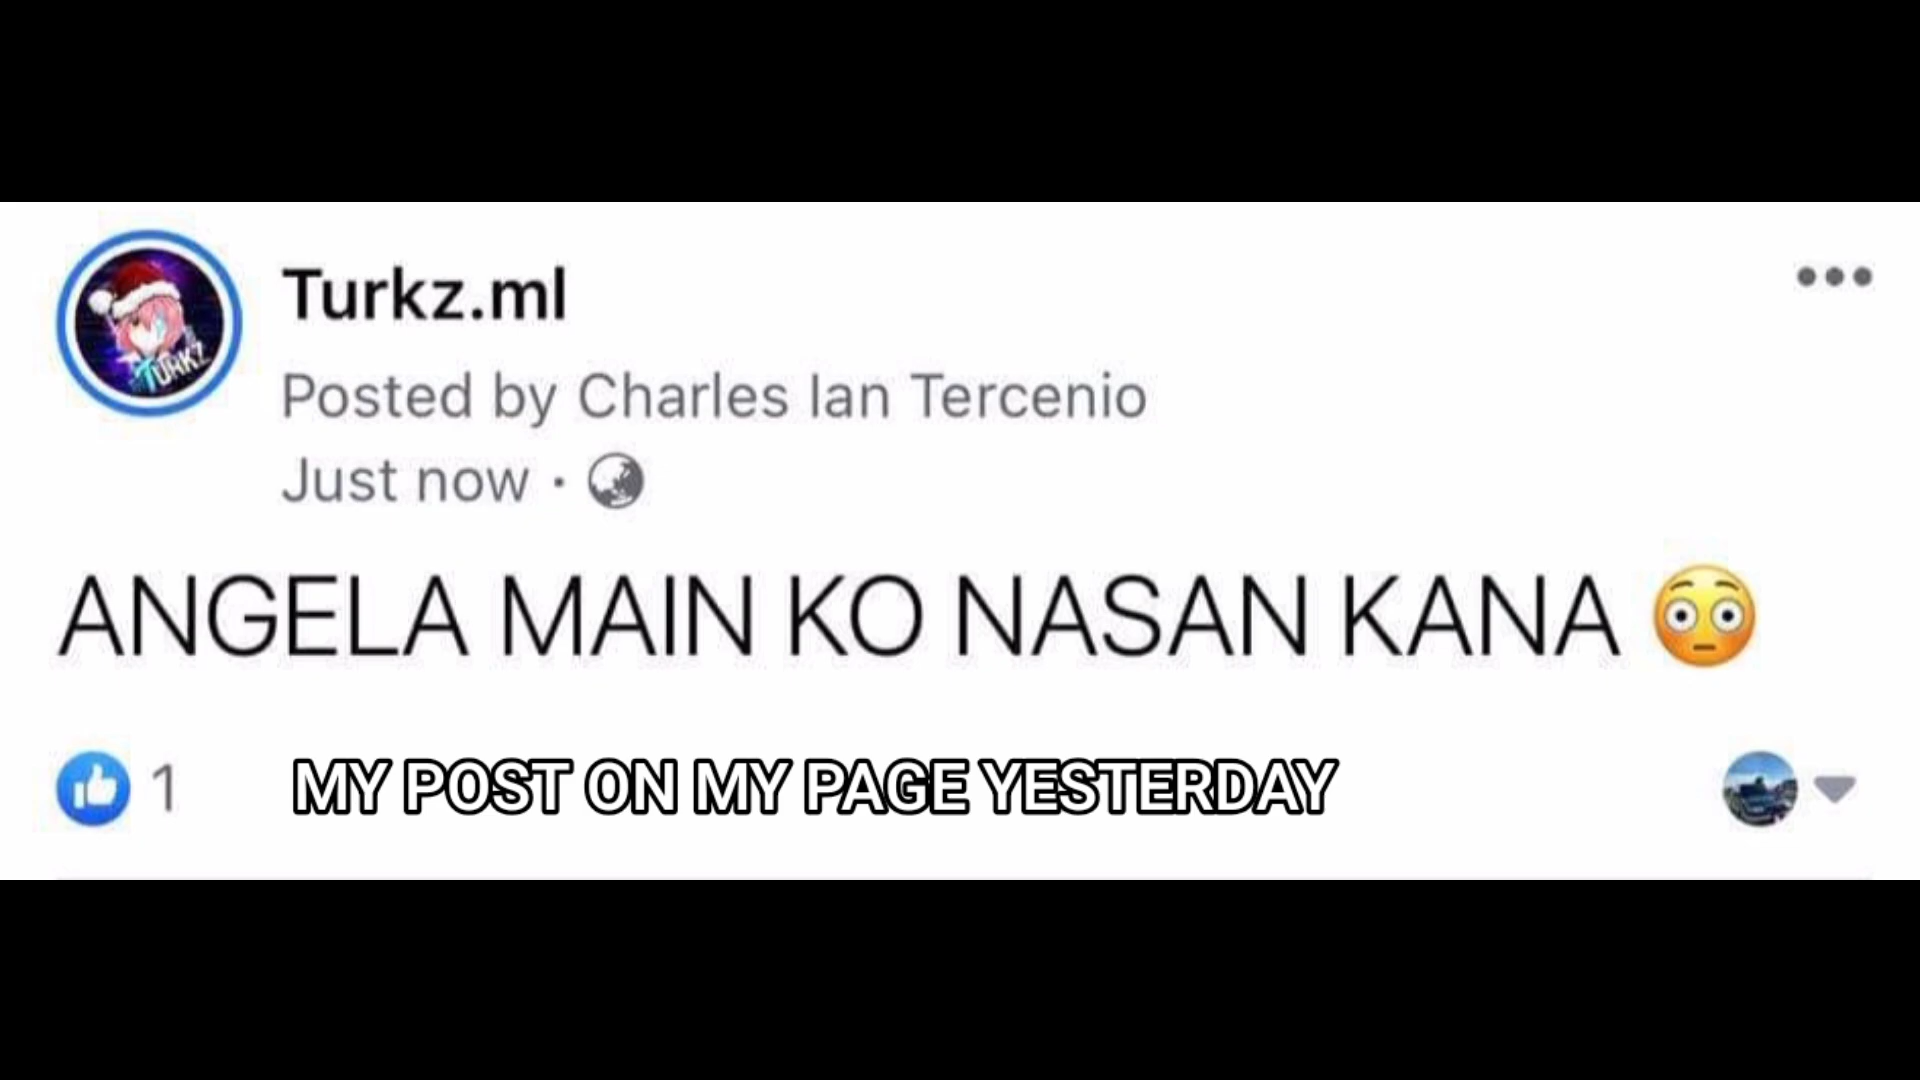 TURKZ
Turkz.ml
Posted by Charles Ian Tercenio
Just now ·
ANGELA MAIN KO NASAN KANA 😳
1
MY POST ON MY PAGE YESTERDAY